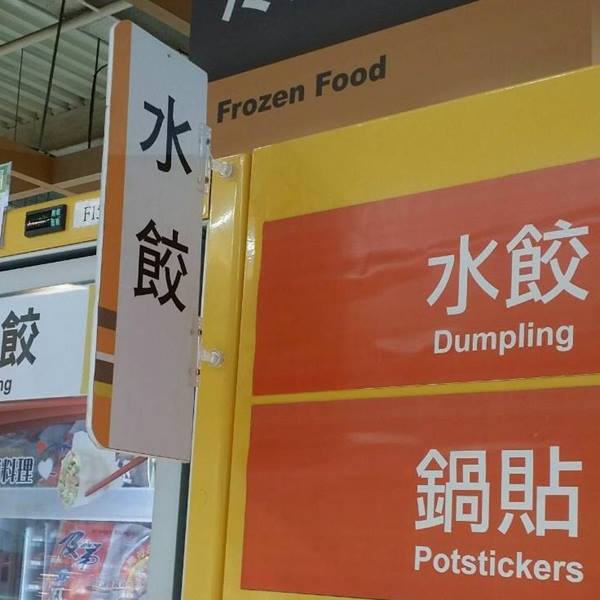 Frozen Food
水餃
水餃
Dumpling
鍋貼
Potstickers
餃
料理